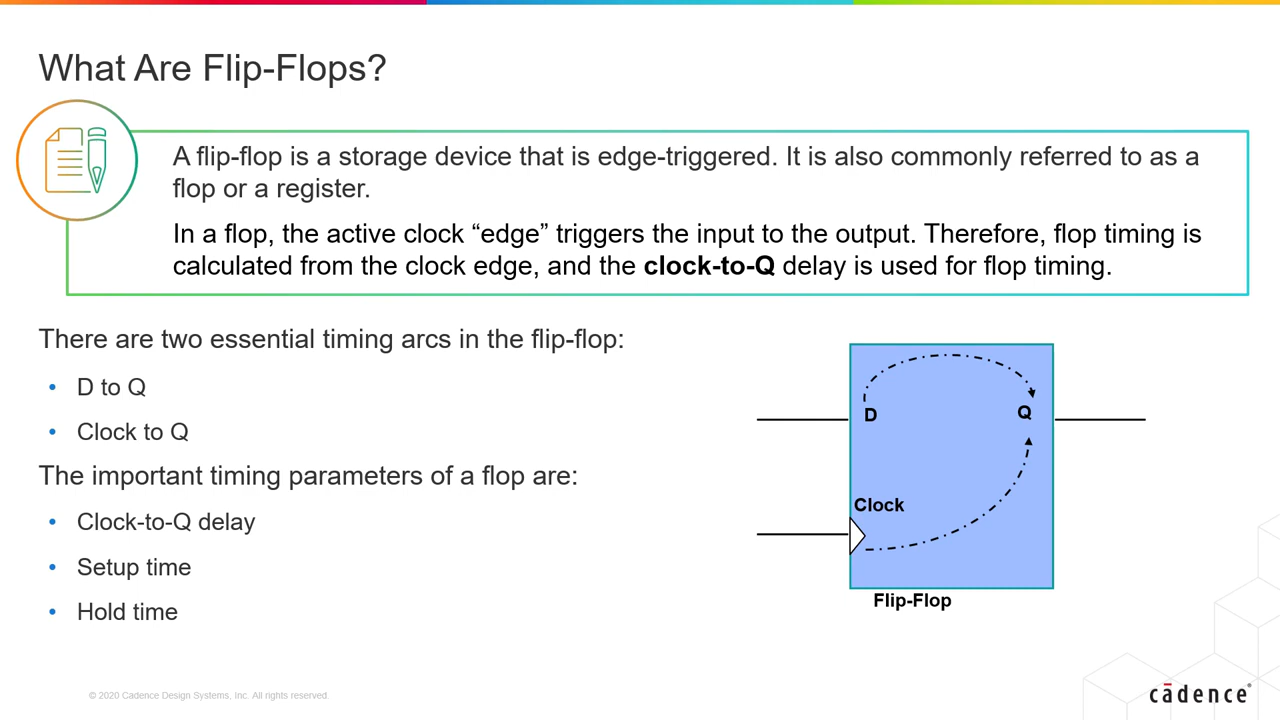 What Are Flip-Flops?
A flip-flop is a storage device that is edge-triggered. It is also commonly referred to as a
flop or a register.
In a flop, the active clock “edge” triggers the input to the output. Therefore, flop timing is
calculated from the clock edge, and the clock-to-Q delay is used for flop timing.
There are two essential timing arcs in the flip-flop:
• D to Q
• Clock to Q
The important timing parameters of a flop are:
• Clock-to-Q delay
• Setup time
• Hold time
D
Q
Clock
Flip-Flop
© 2020 Cadence Design Systems, Inc. All rights reserved.
cādence®